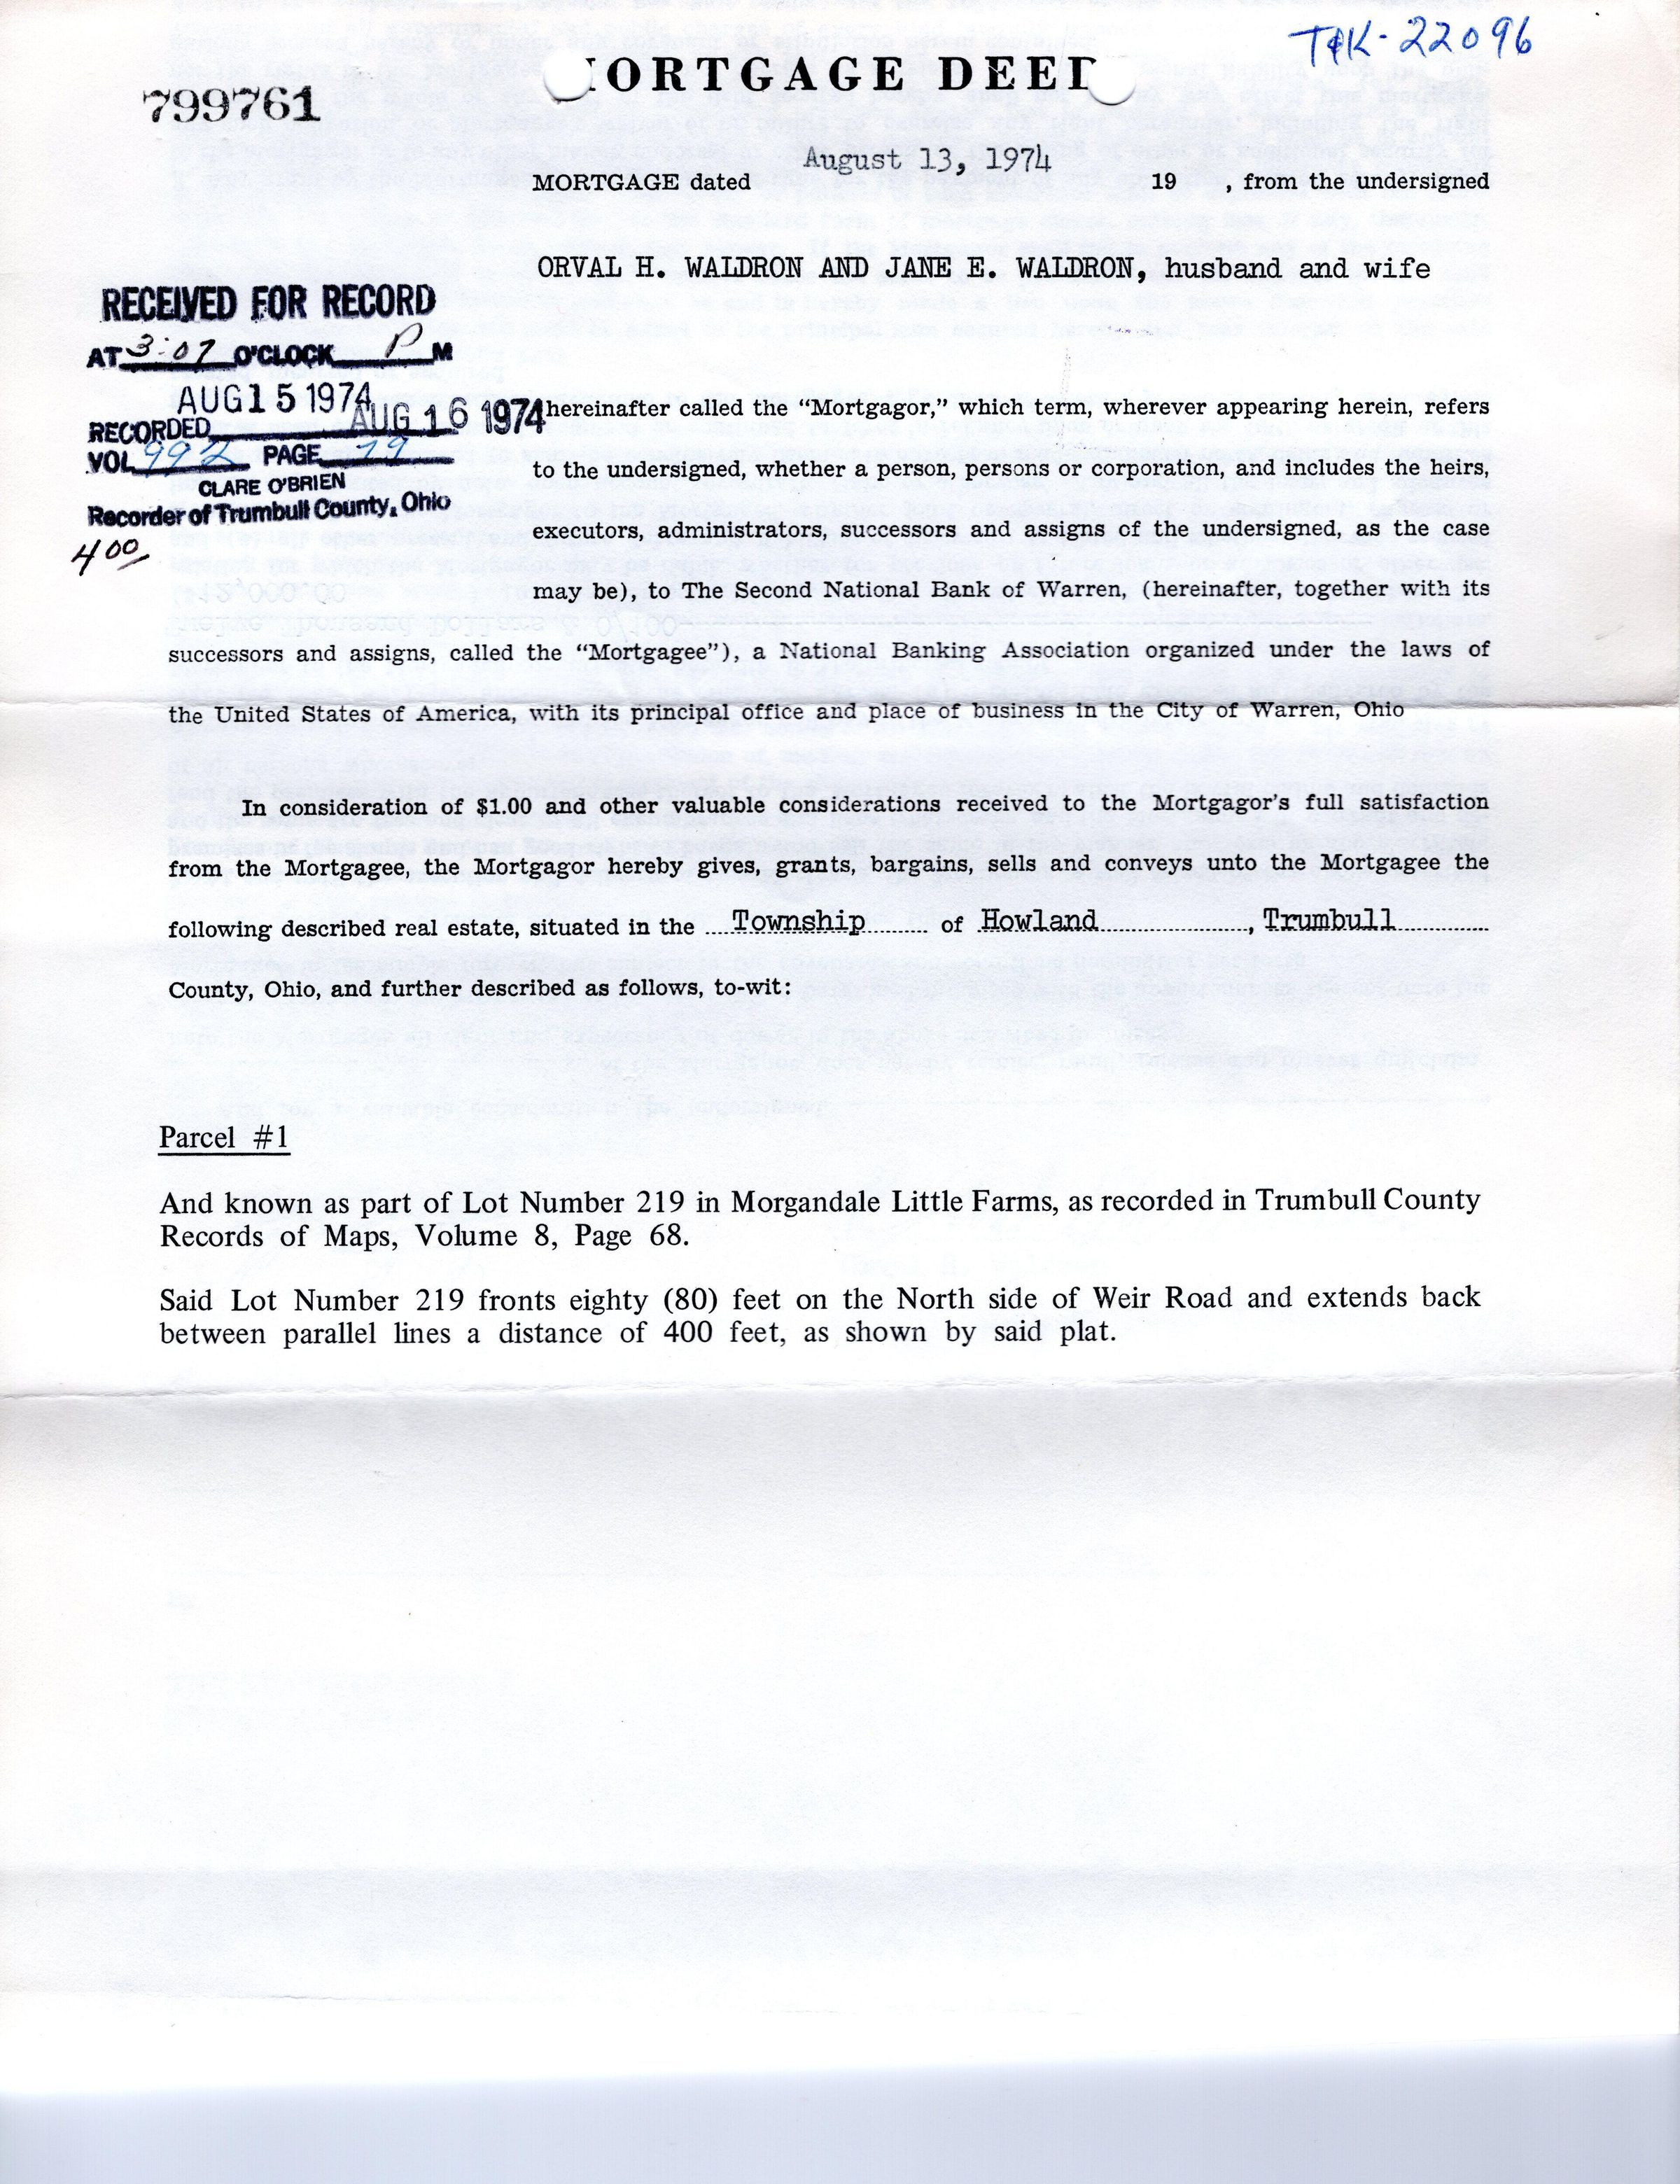 T&K-22096
ORTGAGE DEED
799761
August 13, 1974
MORTGAGE dated 19 , from the undersigned
ORVAL H. WALDRON AND JANE E. WALDRON, husband and wife
RECEIVED FOR RECORD
AT 3:07 O'CLOCK P M
AUG 15 1974
RECORDED AUG 16 1974
VOL 992 PAGE 79
CLARE O'BRIEN
Recorder of Trumbull County, Ohio
4 00
hereinafter called the “Mortgagor,” which term, wherever appearing herein, refers
to the undersigned, whether a person, persons or corporation, and includes the heirs,
executors, administrators, successors and assigns of the undersigned, as the case
may be), to The Second National Bank of Warren, (hereinafter, together with its
successors and assigns, called the “Mortgagee”), a National Banking Association organized under the laws of
the United States of America, with its principal office and place of business in the City of Warren, Ohio
In consideration of $1.00 and other valuable considerations received to the Mortgagor’s full satisfaction
from the Mortgagee, the Mortgagor hereby gives, grants, bargains, sells and conveys unto the Mortgagee the
following described real estate, situated in the Township of Howland, Trumbull
County, Ohio, and further described as follows, to-wit:
Parcel #1
And known as part of Lot Number 219 in Morgandale Little Farms, as recorded in Trumbull County
Records of Maps, Volume 8, Page 68.
Said Lot Number 219 fronts eighty (80) feet on the North side of Weir Road and extends back
between parallel lines a distance of 400 feet, as shown by said plat.